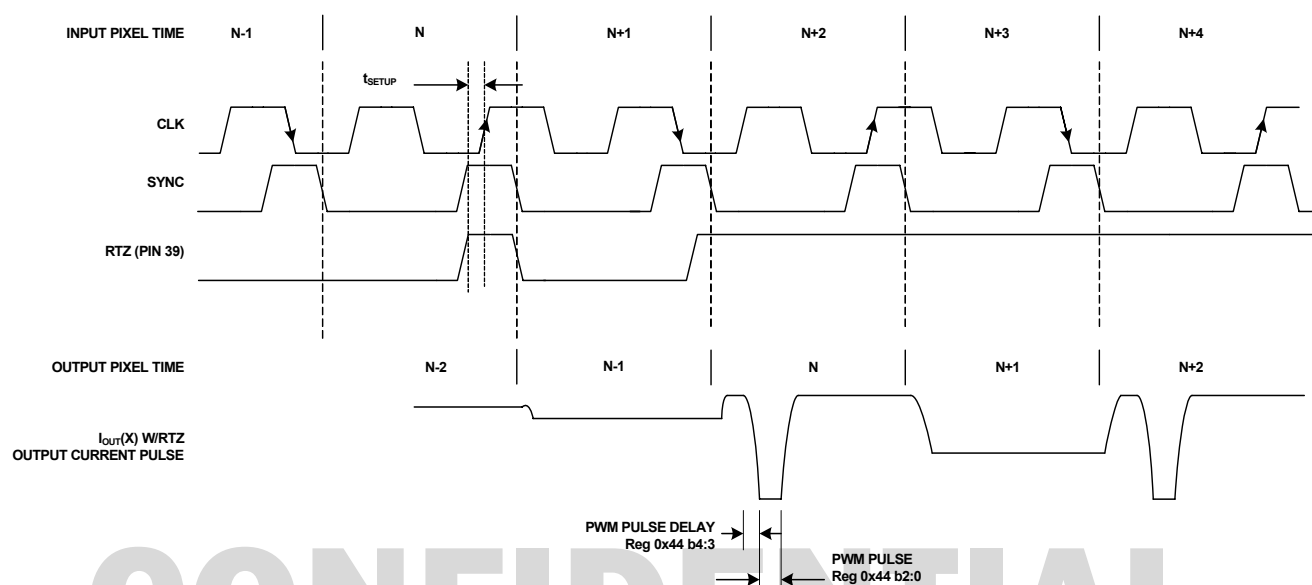 INPUT PIXEL TIME N-1 N N+1 N+2 N+3 N+4
tSETUP
CLK
SYNC
RTZ (PIN 39)
OUTPUT PIXEL TIME N-2 N-1 N N+1 N+2
IOUT(X) W/RTZ
OUTPUT CURRENT PULSE
PWM PULSE DELAY
Reg 0x44 b4:3
PWM PULSE
Reg 0x44 b2:0
CONFIDENTIAL